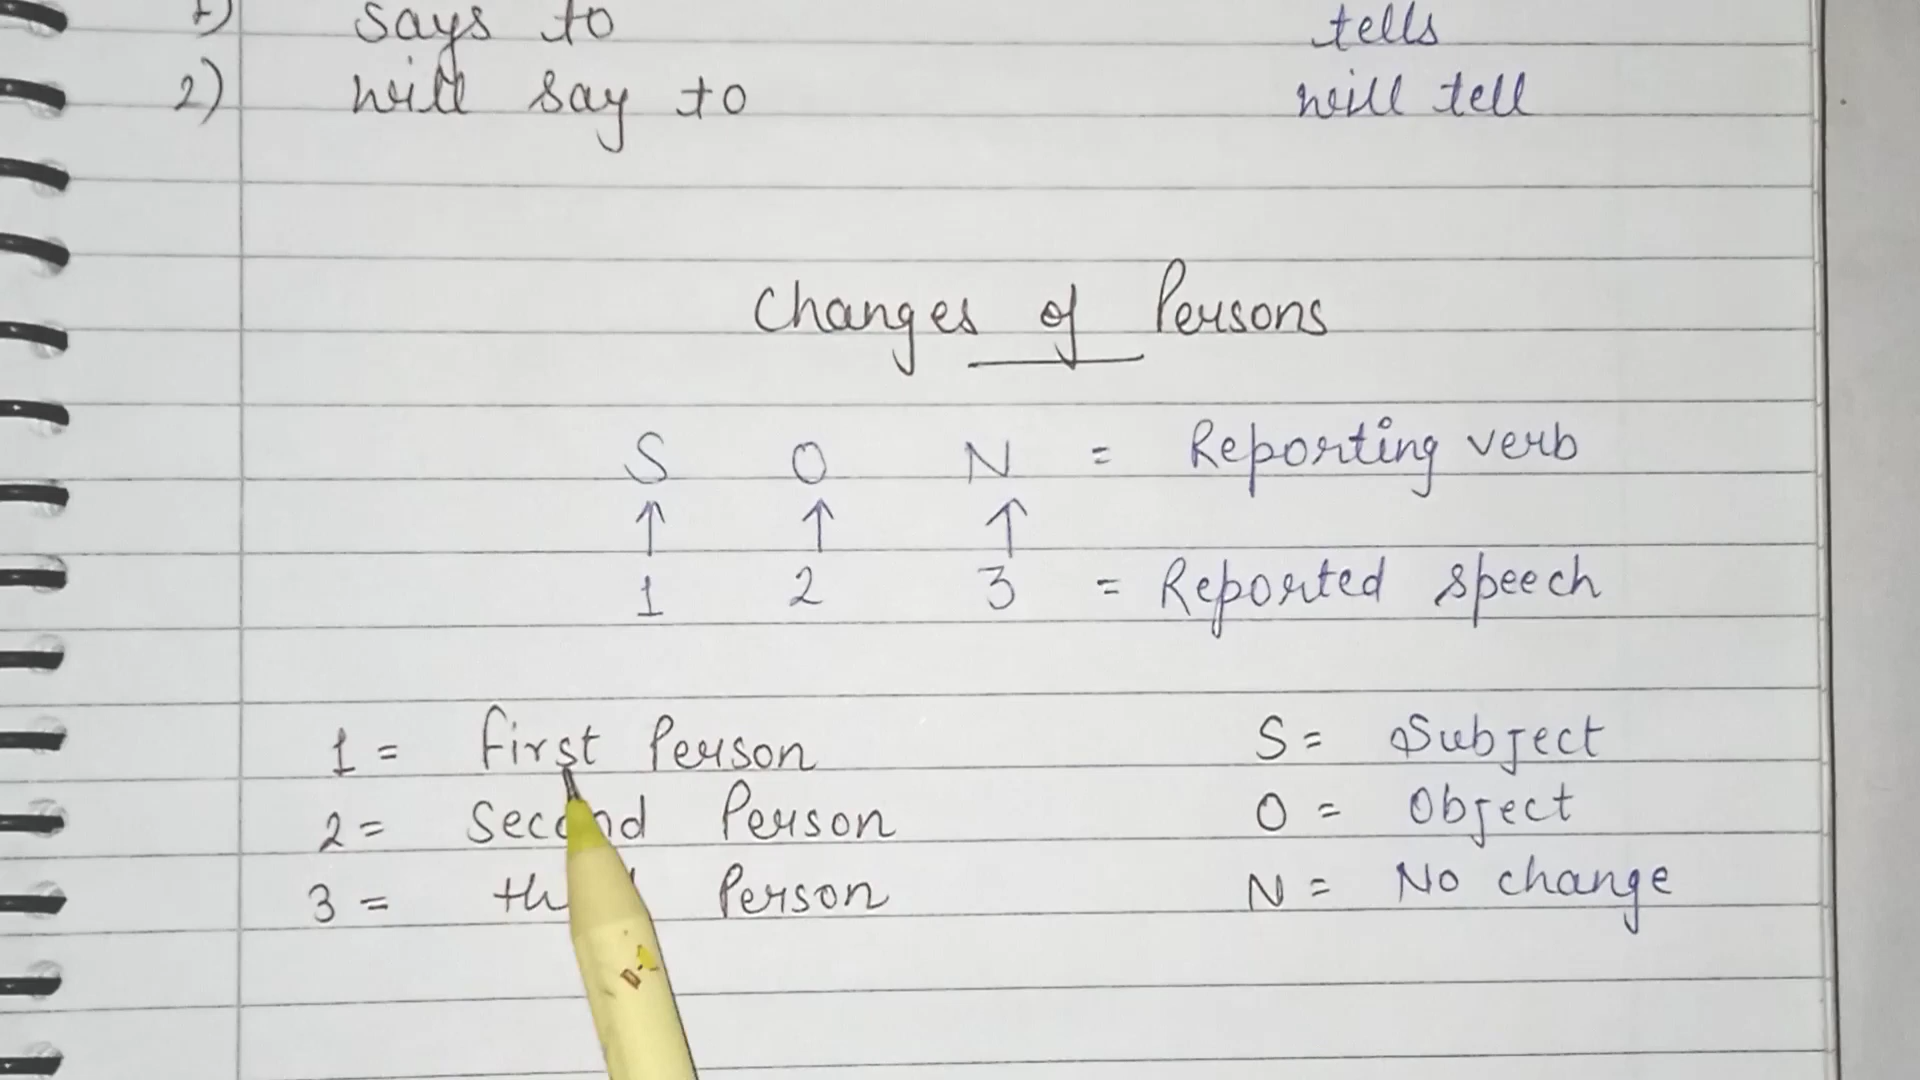 1) says to tells
2) will say to will tell
Changes of Persons
S O N = Reporting verb
↑ ↑ ↑
1 2 3 = Reported speech
1 = first Person S = Subject
2 = Second Person O = Object
3 = Person N = No change